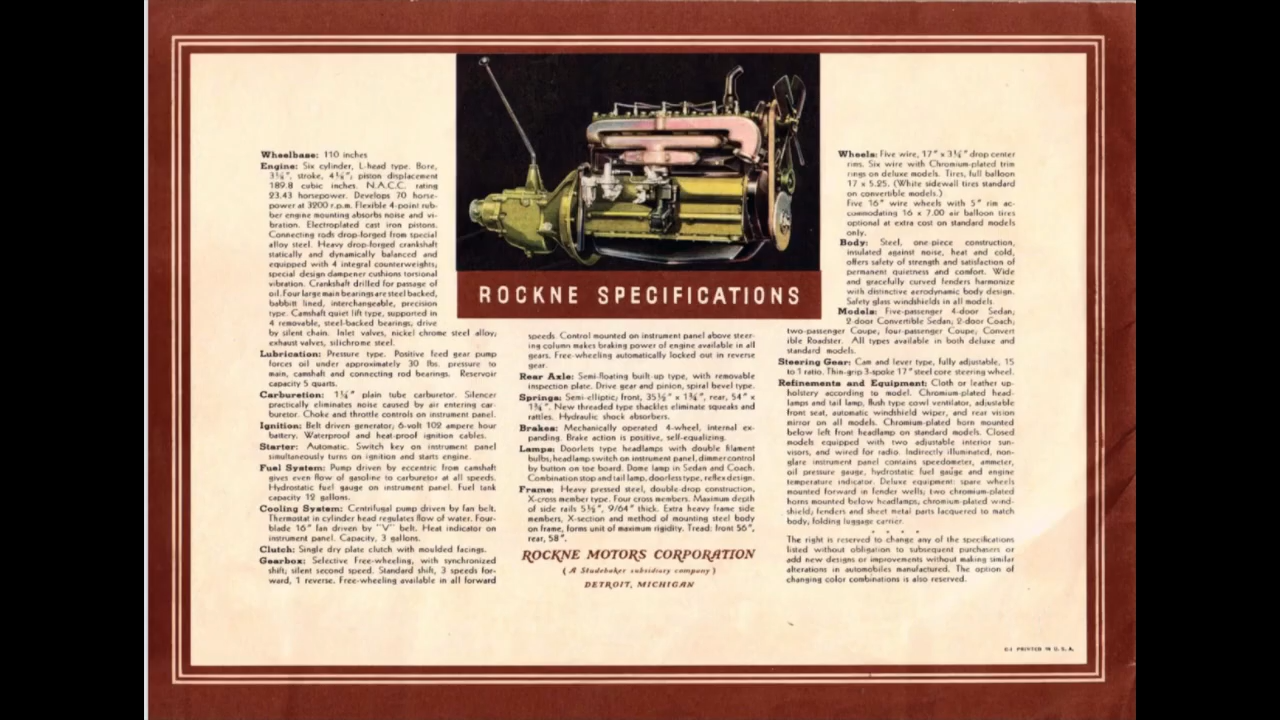 ROCKNE SPECIFICATIONS
Wheelbase: 110 inches
Engine: Six cylinder, L-head type. Bore,
3⅛", stroke, 4⅛"; piston displacement
189.8 cubic inches. N.A.C.C. rating
23.43 horsepower. Develops 70 horse-
power at 3200 r.p.m. Flexible 4-point rub-
ber engine mounting absorbs noise and vi-
bration. Electroplated cast iron pistons.
Connecting rods drop-forged from special
alloy steel. Heavy drop-forged crankshaft
statically and dynamically balanced and
equipped with 4 integral counterweights;
special design dampener cushions torsional
vibration. Crankshaft drilled for passage of
oil. Four large main bearings are steel backed,
babbitt lined, interchangeable, precision
type. Camshaft quiet lift type, supported in
4 removable, steel-backed bearings, drive
by silent chain. Inlet valves, nickel chrome steel alloy;
exhaust valves, silichrome steel.
Lubrication: Pressure type. Positive feed gear pump
forces oil under approximately 30 lbs. pressure to
main, camshaft and connecting rod bearings. Reservoir
capacity 5 quarts.
Carburetion: 1¼" plain tube carburetor. Silencer
practically eliminates noise caused by air entering car-
buretor. Choke and throttle controls on instrument panel.
Ignition: Belt driven generator; 6-volt 102 ampere hour
battery. Waterproof and heat-proof ignition cables.
Starter: Automatic. Switch key on instrument panel
simultaneously turns on ignition and starts engine.
Fuel System: Pump driven by eccentric from camshaft
gives even flow of gasoline to carburetor at all speeds.
Hydrostatic fuel gauge on instrument panel. Fuel tank
capacity 12 gallons.
Cooling System: Centrifugal pump driven by fan belt.
Thermostat in cylinder head regulates flow of water. Four-
blade 16" fan driven by "V" belt. Heat indicator on
instrument panel. Capacity, 3 gallons.
Clutch: Single dry plate clutch with moulded facings.
Gearbox: Selective Free-wheeling, with synchronized
shift; silent second speed. Standard shift, 3 speeds for-
ward, 1 reverse. Free-wheeling available in all forward
speeds. Control mounted on instrument panel above steer-
ing column makes braking power of engine available in all
gears. Free-wheeling automatically locked out in reverse
gear.
Rear Axle: Semi-floating built-up type, with removable
inspection plate. Drive gear and pinion, spiral bevel type.
Springs: Semi-elliptic; front, 35½" x 1¾", rear, 54" x
1¾". New threaded type shackles eliminate squeaks and
rattles. Hydraulic shock absorbers.
Brakes: Mechanically operated 4-wheel, internal ex-
panding. Brake action is positive, self-equalizing.
Lamps: Doorless type headlamps with double filament
bulbs, headlamp switch on instrument panel, dimmer control
by button on toe board. Dome lamp in Sedan and Coach.
Combination stop and tail lamp, doorless type, reflex design.
Frame: Heavy pressed steel, double-drop construction,
X-cross member type. Four cross members. Maximum depth
of side rails 5½", 9/64" thick. Extra heavy frame side
members, X-section and method of mounting steel body
on frame, forms unit of maximum rigidity. Tread: front 56",
rear, 58".
ROCKNE MOTORS CORPORATION
(A Studebaker subsidiary company)
DETROIT, MICHIGAN
Wheels: Five wire, 17" x 3¼" drop center
rims. Six wire with Chromium-plated trim
rings on deluxe models. Tires, full balloon
17 x 5.25. (White sidewall tires standard
on convertible models.)
Five 16" wire wheels with 5" rim ac-
commodating 16 x 7.00 air balloon tires
optional at extra cost on standard models
only.
Body: Steel, one-piece construction,
insulated against noise, heat and cold,
offers safety of strength and satisfaction of
permanent quietness and comfort. Wide
and gracefully curved fenders harmonize
with distinctive aerodynamic body design.
Safety glass windshields in all models.
Models: Five-passenger 4-door Sedan;
2-door Convertible Sedan; 2-door Coach;
two-passenger Coupe; four-passenger Coupe; Convert
ible Roadster. All types available in both deluxe and
standard models.
Steering Gear: Cam and lever type, fully adjustable, 15
to 1 ratio. Thin-grip 3-spoke 17" steel core steering wheel.
Refinements and Equipment: Cloth or leather up-
holstery according to model. Chromium-plated head-
lamps and tail lamp, flush type cowl ventilator, adjustable
front seat, automatic windshield wiper, and rear vision
mirror on all models. Chromium-plated horn mounted
below left front headlamp on standard models. Closed
models equipped with two adjustable interior sun-
visors, and wired for radio. Indirectly illuminated, non-
glare instrument panel contains speedometer, ammeter,
oil pressure gauge, hydrostatic fuel gauge and engine
temperature indicator. Deluxe equipment: spare wheels
mounted forward in fender wells; two chromium-plated
horns mounted below headlamps, chromium-plated wind-
shield; fenders and sheet metal parts lacquered to match
body, folding luggage carrier.
The right is reserved to change any of the specifications
listed without obligation to subsequent purchasers or
add new designs or improvements without making similar
alterations in automobiles manufactured. The option of
changing color combinations is also reserved.
PRINTED IN U. S. A.